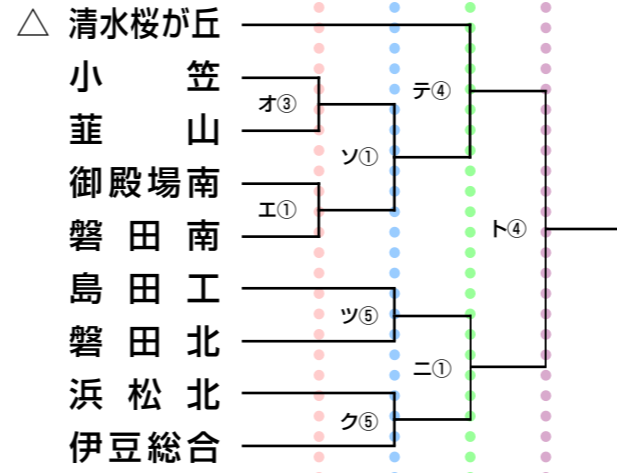 △ 清水桜が丘
小笠
韮山
御殿場南
磐田南
島田工
磐田北
浜松北
伊豆総合
オ③
エ①
ソ①
ツ⑤
ク⑤
テ④
ニ①
ト④